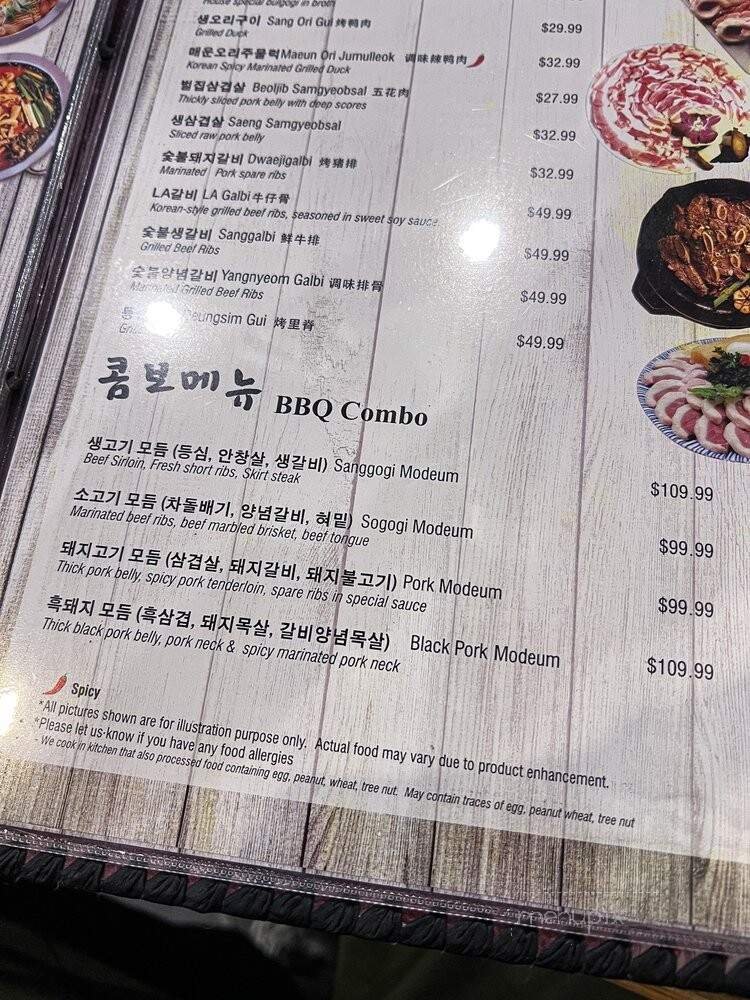 House special bulgogi in broth
생오리구이 Sang Ori Gui 烤鸭肉 $29.99
Grilled Duck
매운오리주물럭 Maeun Ori Jumulleok 调味辣鸭肉 $32.99
Korean Spicy Marinated Grilled Duck
벌집삼겹살 Beoljib Samgyeobsal 五花肉 $27.99
Thickly sliced pork belly with deep scores
생삼겹살 Saeng Samgyeobsal $32.99
Sliced raw pork belly
숯불돼지갈비 Dwaejigalbi 烤猪排 $32.99
Marinated Pork spare ribs
LA갈비 LA Galbi 牛仔骨 $49.99
Korean-style grilled beef ribs, seasoned in sweet soy sauce
숯불생갈비 Sanggalbi 鲜牛排 $49.99
Grilled Beef Ribs
숯불양념갈비 Yangnyeom Galbi 调味排骨 $49.99
Marinated Grilled Beef Ribs
등 Deungsim Gui 烤里脊 $49.99
콤보메뉴 BBQ Combo
생고기 모듬 (등심, 안창살, 생갈비) Sanggogi Modeum $109.99
Beef Sirloin, Fresh short ribs, Skirt steak
소고기 모듬 (차돌배기, 양념갈비, 혀밑) Sogogi Modeum $99.99
Marinated beef ribs, beef marbled brisket, beef tongue
돼지고기 모듬 (삼겹살, 돼지갈비, 돼지불고기) Pork Modeum $99.99
Thick pork belly, spicy pork tenderloin, spare ribs in special sauce
흑돼지 모듬 (흑삼겹, 돼지목살, 갈비양념목살) Black Pork Modeum $109.99
Thick black pork belly, pork neck & spicy marinated pork neck
Spicy
*All pictures shown are for illustration purpose only. Actual food may vary due to product enhancement.
*Please let us know if you have any food allergies
*We cook in kitchen that also processed food containing egg, peanut, wheat, tree nut. May contain traces of egg, peanut wheat, tree nut
menupix